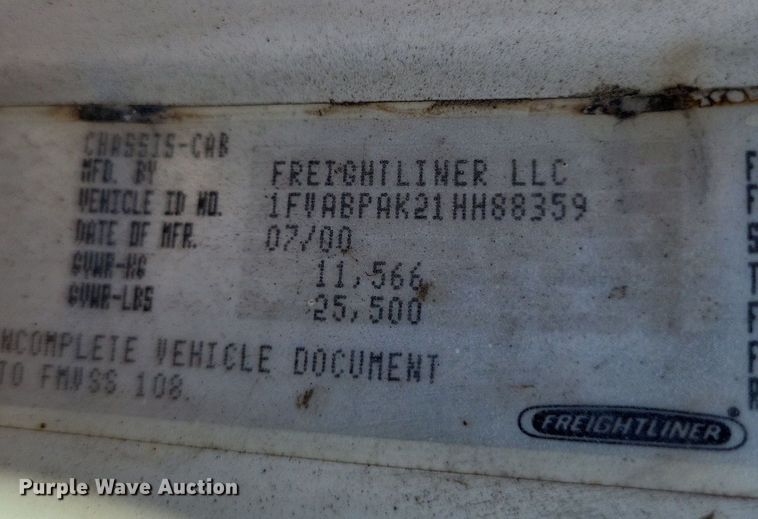 CHASSIS-CAB
MFD. BY FREIGHTLINER LLC
VEHICLE ID NO. 1FVABPAK21HH88359
DATE OF MFR. 07/00
GVWR-KG 11,566
GVWR-LBS 25,500
NCOMPLETE VEHICLE DOCUMENT
TO FMVSS 108.
FREIGHTLINER®
F
F
S
T
F
F
R
Purple Wave Auction